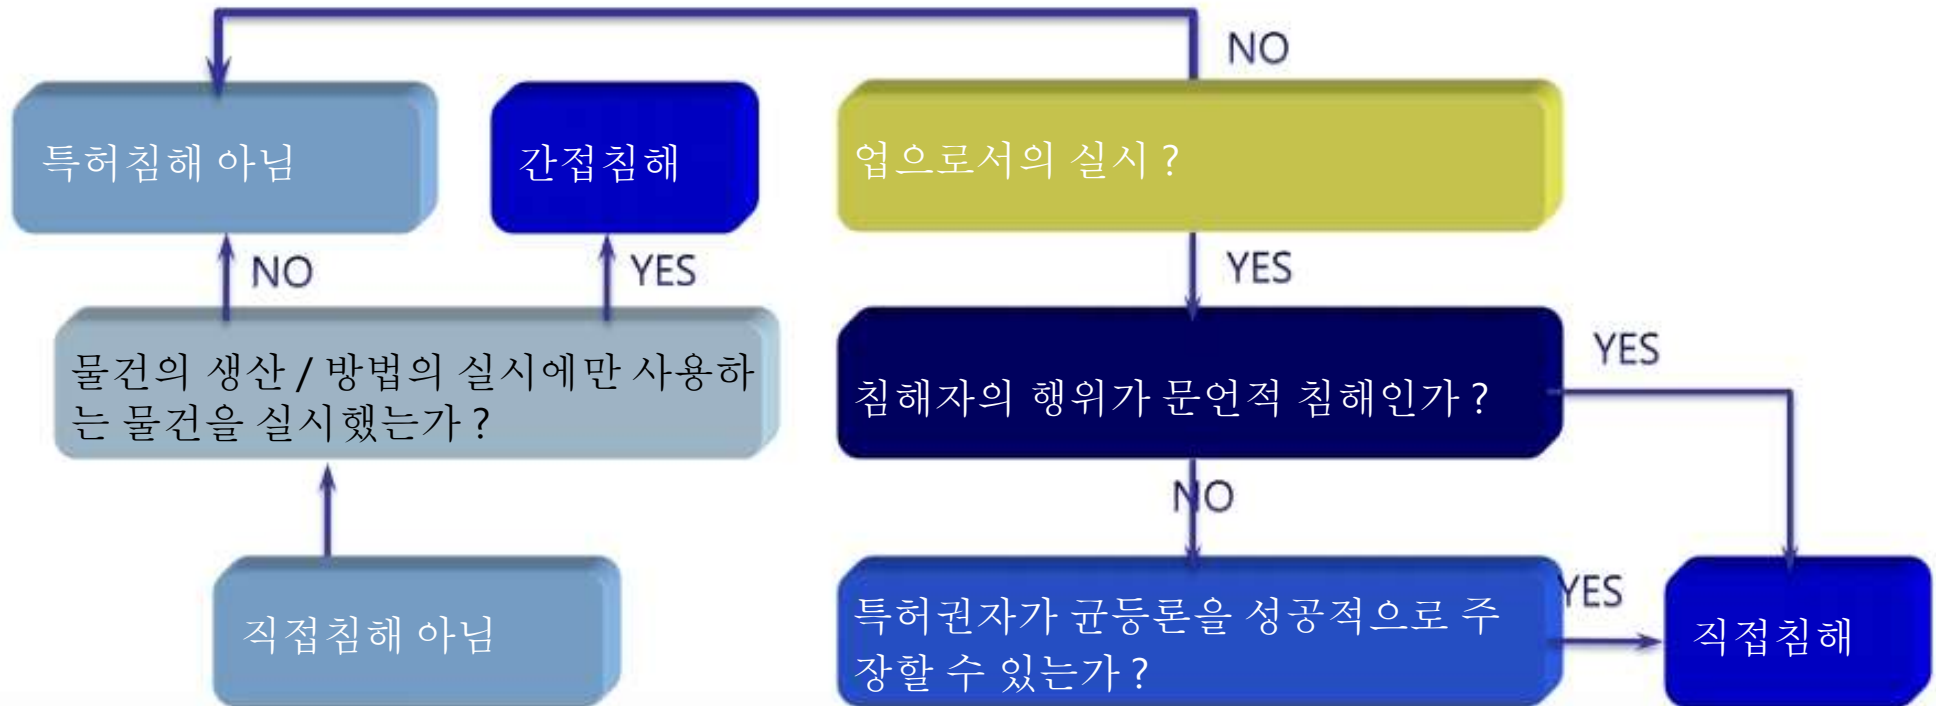 NO
특허침해 아님
간접침해
업으로서의 실시 ?
NO
YES
YES
물건의 생산 / 방법의 실시에만 사용하
는 물건을 실시했는가 ?
침해자의 행위가 문언적 침해인가 ?
YES
NO
직접침해 아님
특허권자가 균등론을 성공적으로 주
장할 수 있는가 ?
YES
직접침해